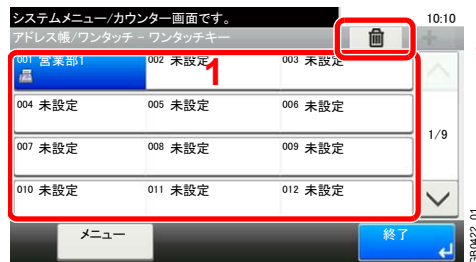 システムメニュー/カウンター画面です。
10:10
アドレス帳/ワンタッチ - ワンタッチキー
001 営業部1
002 未設定
003 未設定
1
004 未設定
005 未設定
006 未設定
1/9
007 未設定
008 未設定
009 未設定
010 未設定
011 未設定
012 未設定
メニュー
終了
GB0422_01